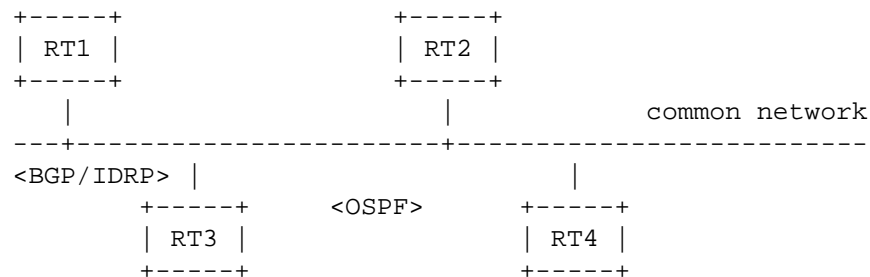 +-----+                  +-----+
| RT1 |                  | RT2 |
+-----+                  +-----+
   |                        |            common network
---+-----------------------+--------------------------
<BGP/IDRP> |                       |
        +-----+     <OSPF>      +-----+
        | RT3 |                 | RT4 |
        +-----+                 +-----+